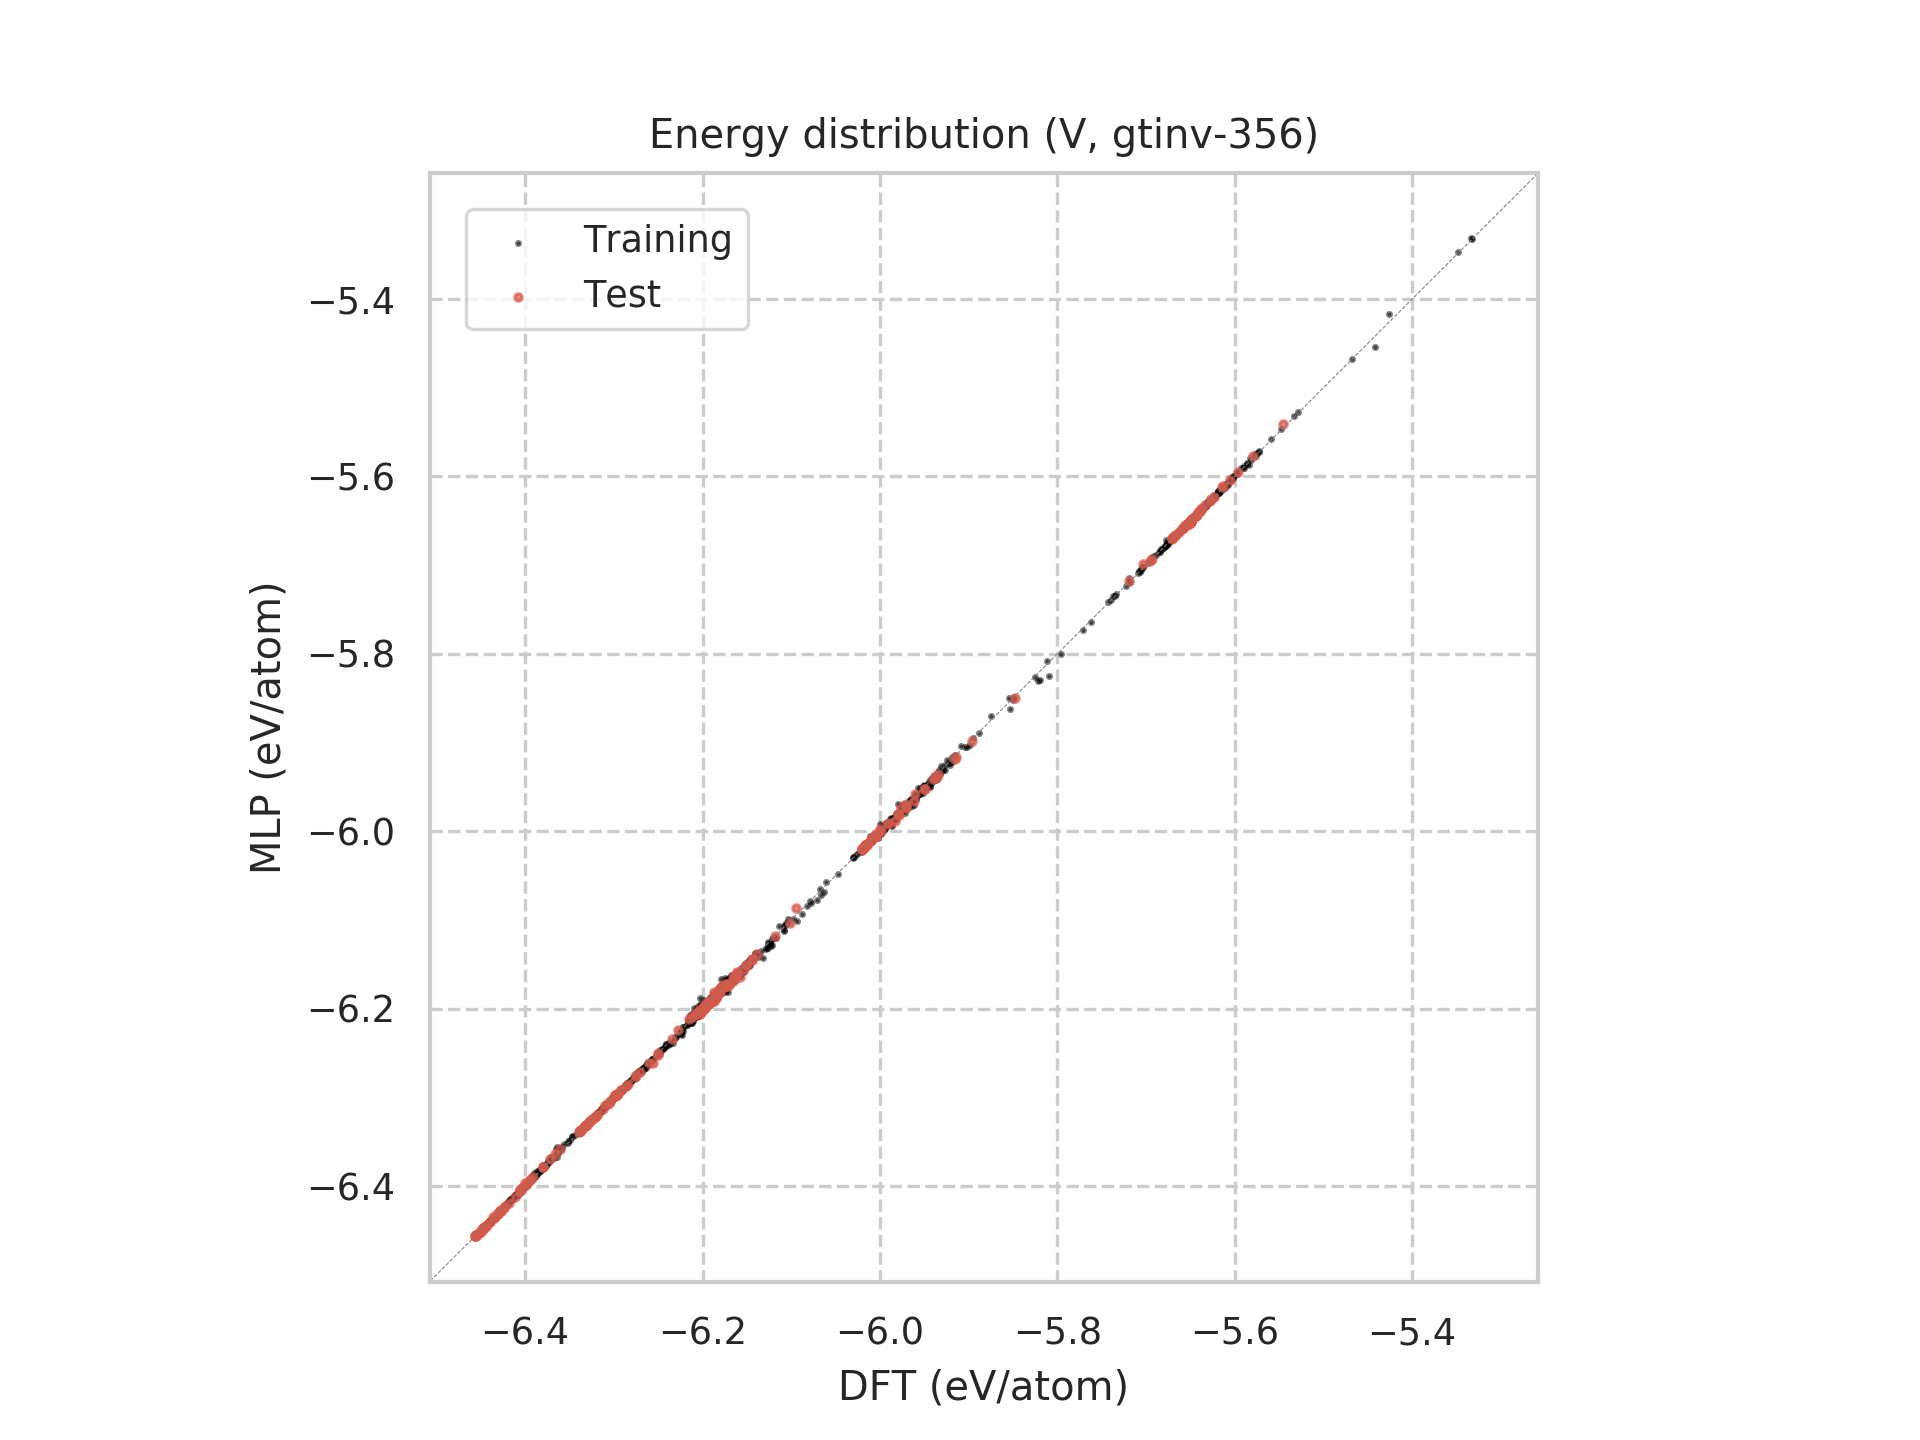 Energy distribution (V, gtinv-356)
Training
Test
−5.4
−5.6
−5.8
−6.0
−6.2
−6.4
MLP (eV/atom)
−6.4 −6.2 −6.0 −5.8 −5.6 −5.4
DFT (eV/atom)